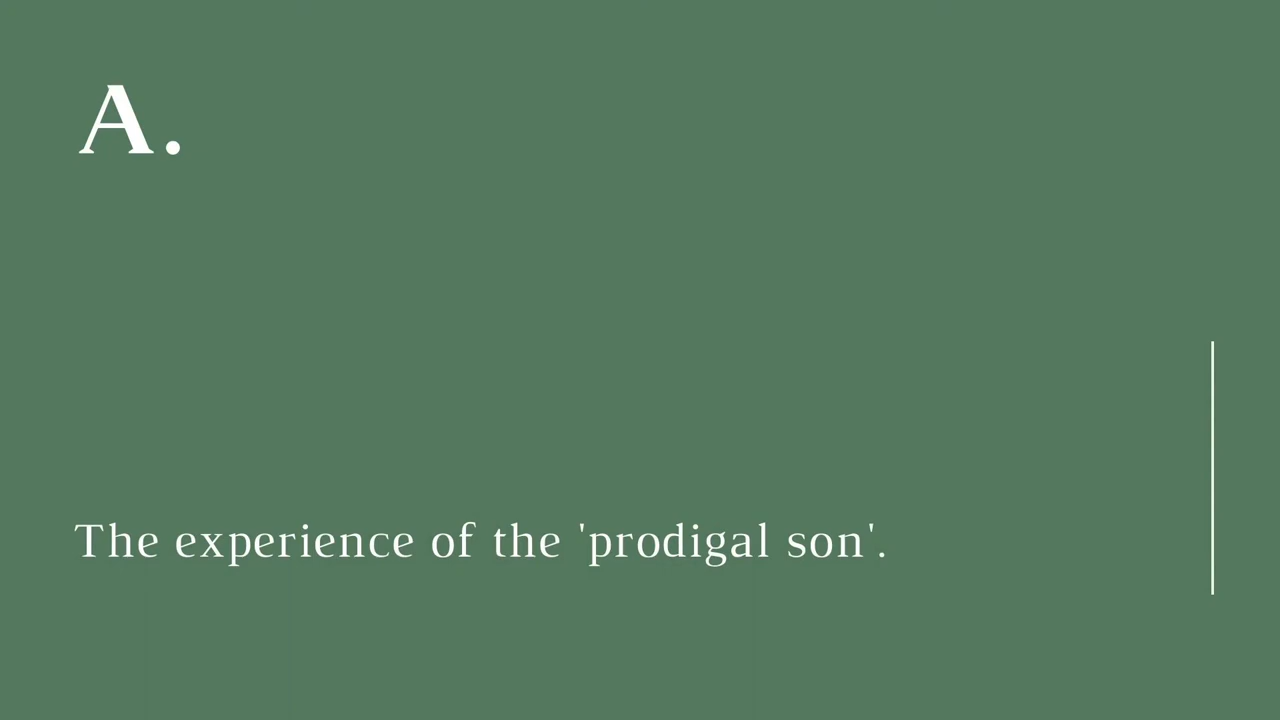 A.
The experience of the 'prodigal son'.